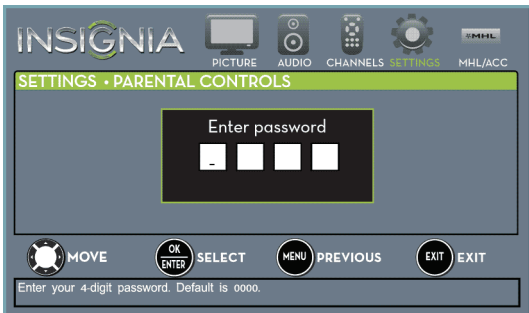 INSIGNIA
PICTURE AUDIO CHANNELS SETTINGS MHL/ACC
MHL
SETTINGS • PARENTAL CONTROLS
Enter password
_
MOVE OK ENTER SELECT MENU PREVIOUS EXIT EXIT
Enter your 4-digit password. Default is 0000.